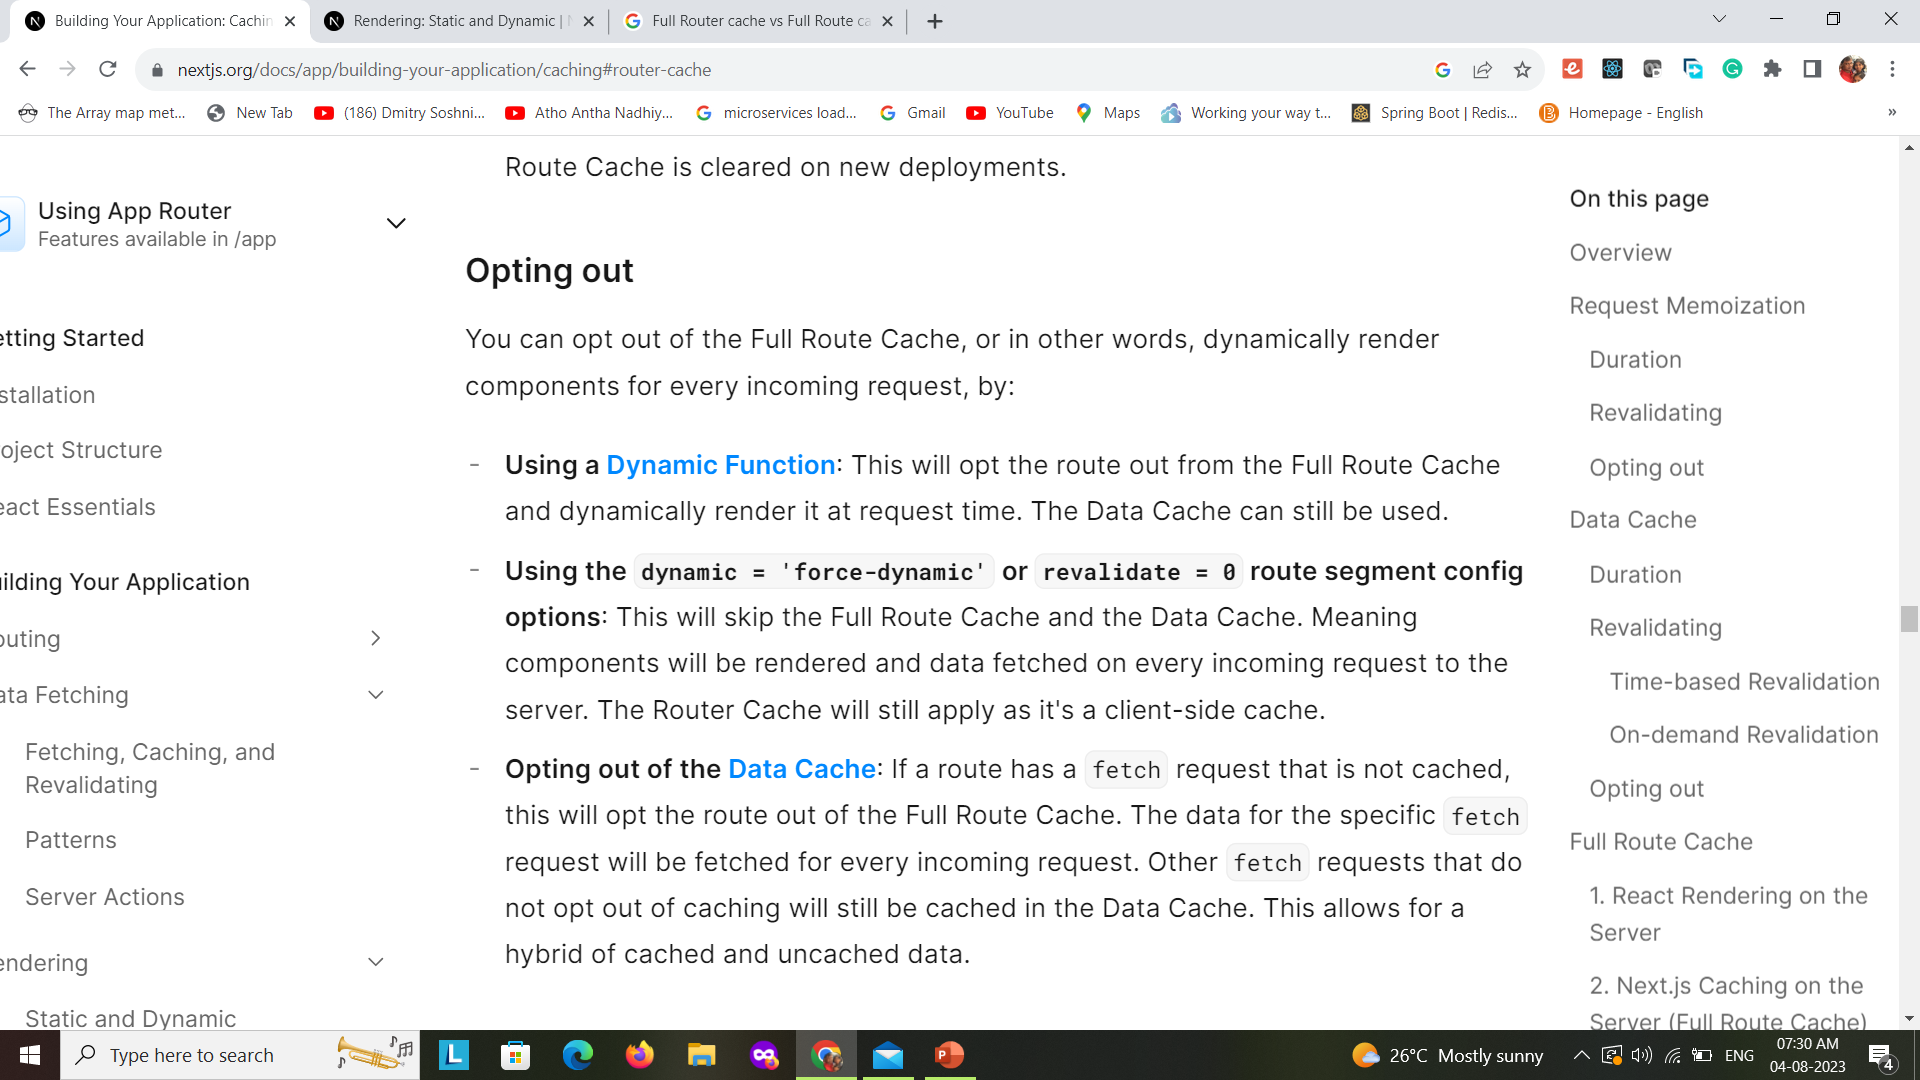 Building Your Application: Cachin
Rendering: Static and Dynamic | N
Full Router cache vs Full Route ca
nextjs.org/docs/app/building-your-application/caching#router-cache
The Array map met...
New Tab
(186) Dmitry Soshni...
Atho Antha Nadhiy...
microservices load...
Gmail
YouTube
Maps
Working your way t...
Spring Boot | Redis...
Homepage - English
»
Using App Router
Features available in /app
etting Started
stallation
oject Structure
eact Essentials
ilding Your Application
outing
ata Fetching
Fetching, Caching, and
Revalidating
Patterns
Server Actions
endering
Static and Dynamic
Route Cache is cleared on new deployments.
Opting out
You can opt out of the Full Route Cache, or in other words, dynamically render
components for every incoming request, by:
- Using a Dynamic Function: This will opt the route out from the Full Route Cache
and dynamically render it at request time. The Data Cache can still be used.
- Using the dynamic = 'force-dynamic' or revalidate = 0 route segment config
options: This will skip the Full Route Cache and the Data Cache. Meaning
components will be rendered and data fetched on every incoming request to the
server. The Router Cache will still apply as it's a client-side cache.
- Opting out of the Data Cache: If a route has a fetch request that is not cached,
this will opt the route out of the Full Route Cache. The data for the specific fetch
request will be fetched for every incoming request. Other fetch requests that do
not opt out of caching will still be cached in the Data Cache. This allows for a
hybrid of cached and uncached data.
On this page
Overview
Request Memoization
Duration
Revalidating
Opting out
Data Cache
Duration
Revalidating
Time-based Revalidation
On-demand Revalidation
Opting out
Full Route Cache
1. React Rendering on the
Server
2. Next.js Caching on the
Server (Full Route Cache)
Type here to search
L
P
26°C Mostly sunny
ENG
07:30 AM
04-08-2023
4